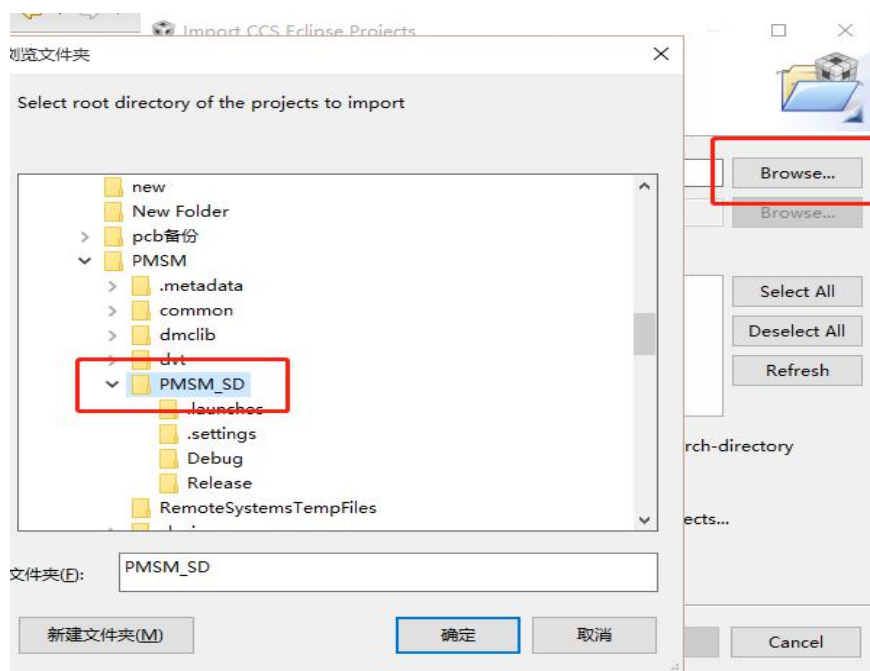 Import CCS Eclipse Projects
浏览文件夹
Select root directory of the projects to import
Browse...
Browse...
new
New Folder
pcb备份
PMSM
.metadata
common
dmclib
dvt
PMSM_SD
.launches
.settings
Debug
Release
RemoteSystemsTempFiles
Select All
Deselect All
Refresh
rch-directory
ects...
文件夹(F):
PMSM_SD
新建文件夹(M)
确定
取消
Cancel